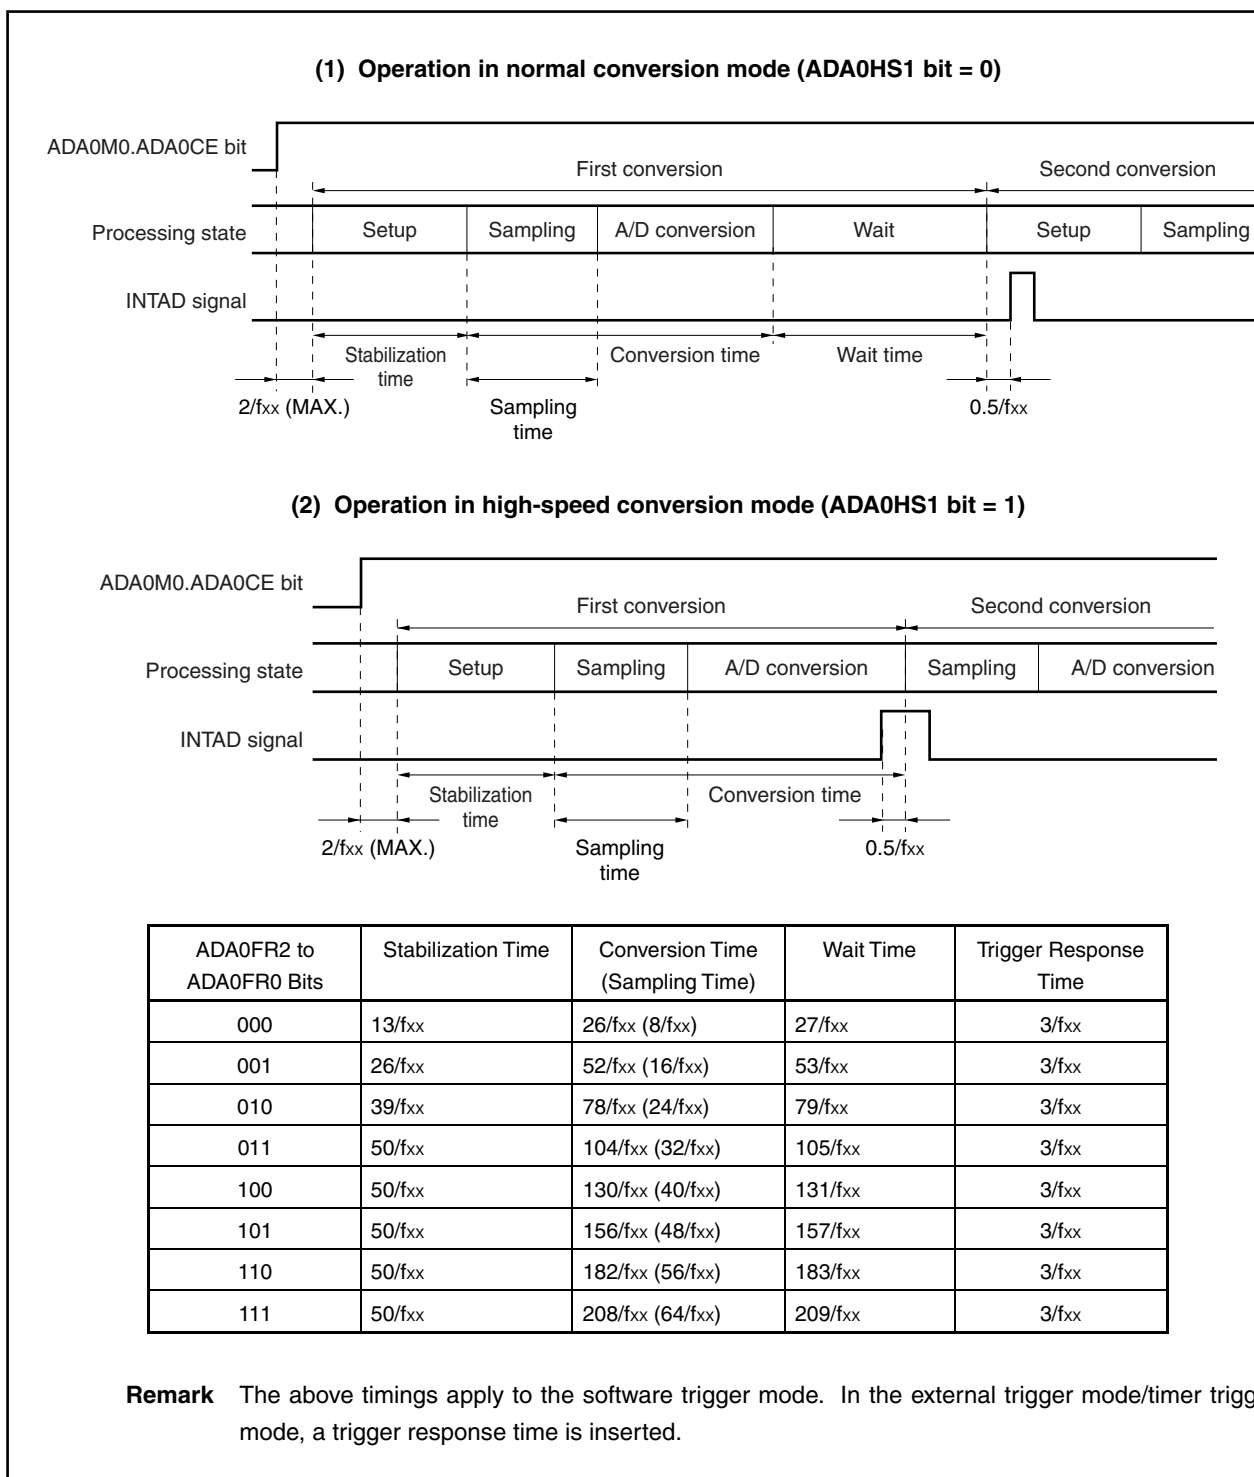 (1) Operation in normal conversion mode (ADA0HS1 bit = 0)
ADA0M0.ADA0CE bit
First conversion
Second conversion
Processing state
Setup
Sampling
A/D conversion
Wait
Setup
Sampling
INTAD signal
Stabilization
time
Conversion time
Wait time
2/fxx (MAX.)
Sampling
time
0.5/fxx
(2) Operation in high-speed conversion mode (ADA0HS1 bit = 1)
ADA0M0.ADA0CE bit
First conversion
Second conversion
Processing state
Setup
Sampling
A/D conversion
Sampling
A/D conversion
INTAD signal
Stabilization
time
Conversion time
2/fxx (MAX.)
Sampling
time
0.5/fxx
ADA0FR2 to
ADA0FR0 Bits
Stabilization Time
Conversion Time
(Sampling Time)
Wait Time
Trigger Response
Time
000 13/fxx 26/fxx (8/fxx) 27/fxx 3/fxx
001 26/fxx 52/fxx (16/fxx) 53/fxx 3/fxx
010 39/fxx 78/fxx (24/fxx) 79/fxx 3/fxx
011 50/fxx 104/fxx (32/fxx) 105/fxx 3/fxx
100 50/fxx 130/fxx (40/fxx) 131/fxx 3/fxx
101 50/fxx 156/fxx (48/fxx) 157/fxx 3/fxx
110 50/fxx 182/fxx (56/fxx) 183/fxx 3/fxx
111 50/fxx 208/fxx (64/fxx) 209/fxx 3/fxx
Remark The above timings apply to the software trigger mode. In the external trigger mode/timer trigg
mode, a trigger response time is inserted.